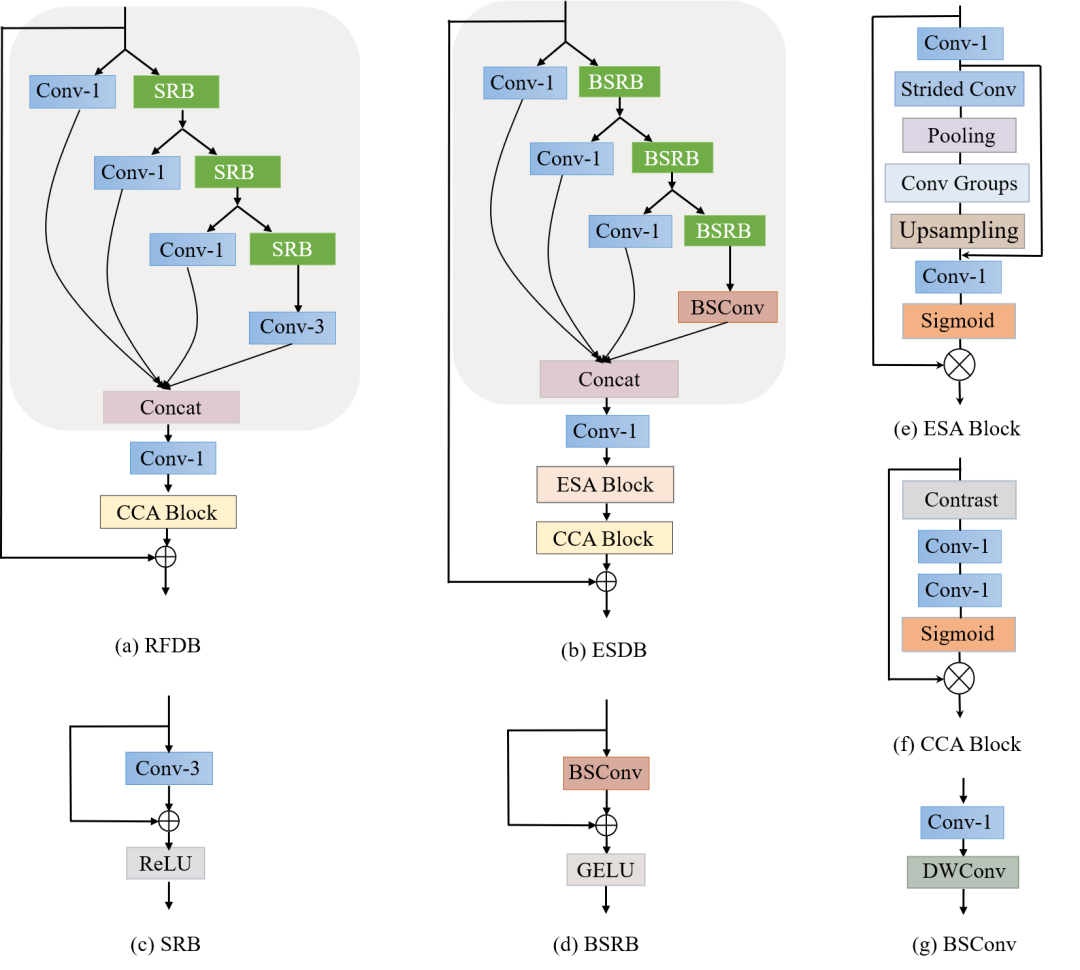 Conv-1
SRB
Conv-1
SRB
Conv-1
SRB
Conv-3
Concat
Conv-1
CCA Block
(a) RFDB
Conv-1
BSRB
Conv-1
BSRB
Conv-1
BSRB
BSConv
Concat
Conv-1
ESA Block
CCA Block
(b) ESDB
Conv-1
Strided Conv
Pooling
Conv Groups
Upsampling
Conv-1
Sigmoid
(e) ESA Block
Contrast
Conv-1
Conv-1
Sigmoid
(f) CCA Block
Conv-3
ReLU
(c) SRB
BSConv
GELU
(d) BSRB
Conv-1
DWConv
(g) BSConv